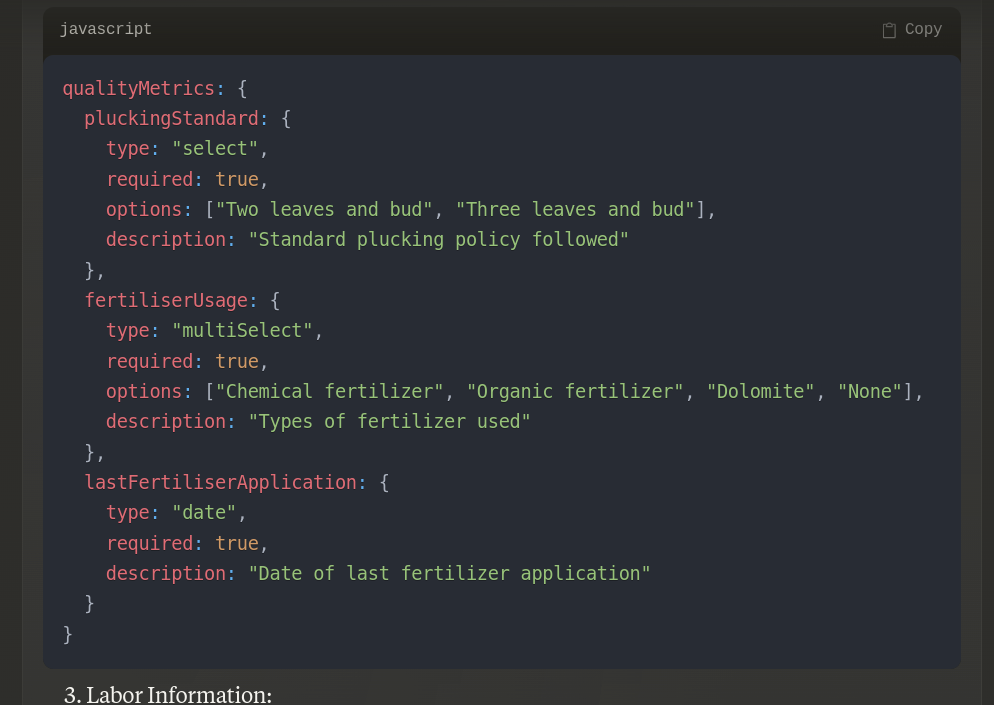 javascript
Copy
qualityMetrics: {
  pluckingStandard: {
    type: "select",
    required: true,
    options: ["Two leaves and bud", "Three leaves and bud"],
    description: "Standard plucking policy followed"
  },
  fertiliserUsage: {
    type: "multiSelect",
    required: true,
    options: ["Chemical fertilizer", "Organic fertilizer", "Dolomite", "None"],
    description: "Types of fertilizer used"
  },
  lastFertiliserApplication: {
    type: "date",
    required: true,
    description: "Date of last fertilizer application"
  }
}
3. Labor Information: